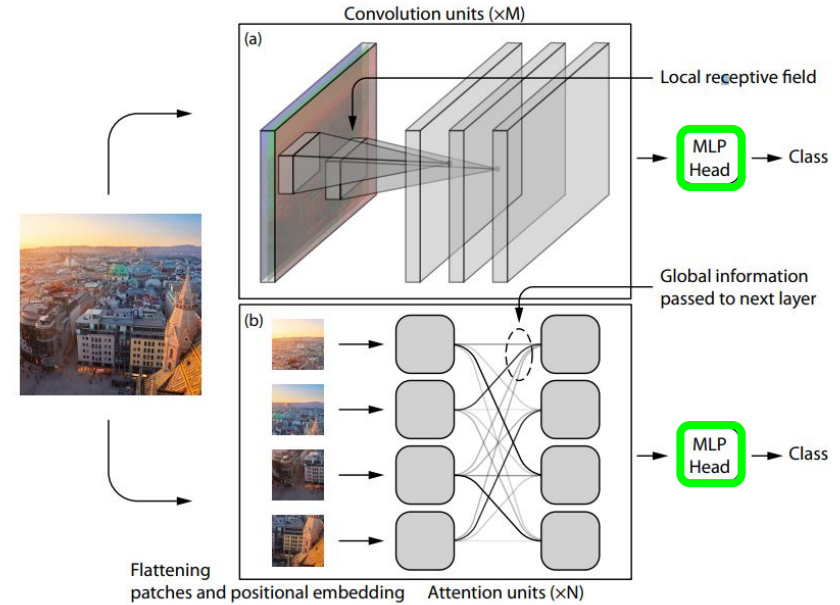 Convolution units (×M)
(a)
Local receptive field
MLP
Head
Class
Global information
passed to next layer
(b)
MLP
Head
Class
Flattening
patches and positional embedding
Attention units (×N)